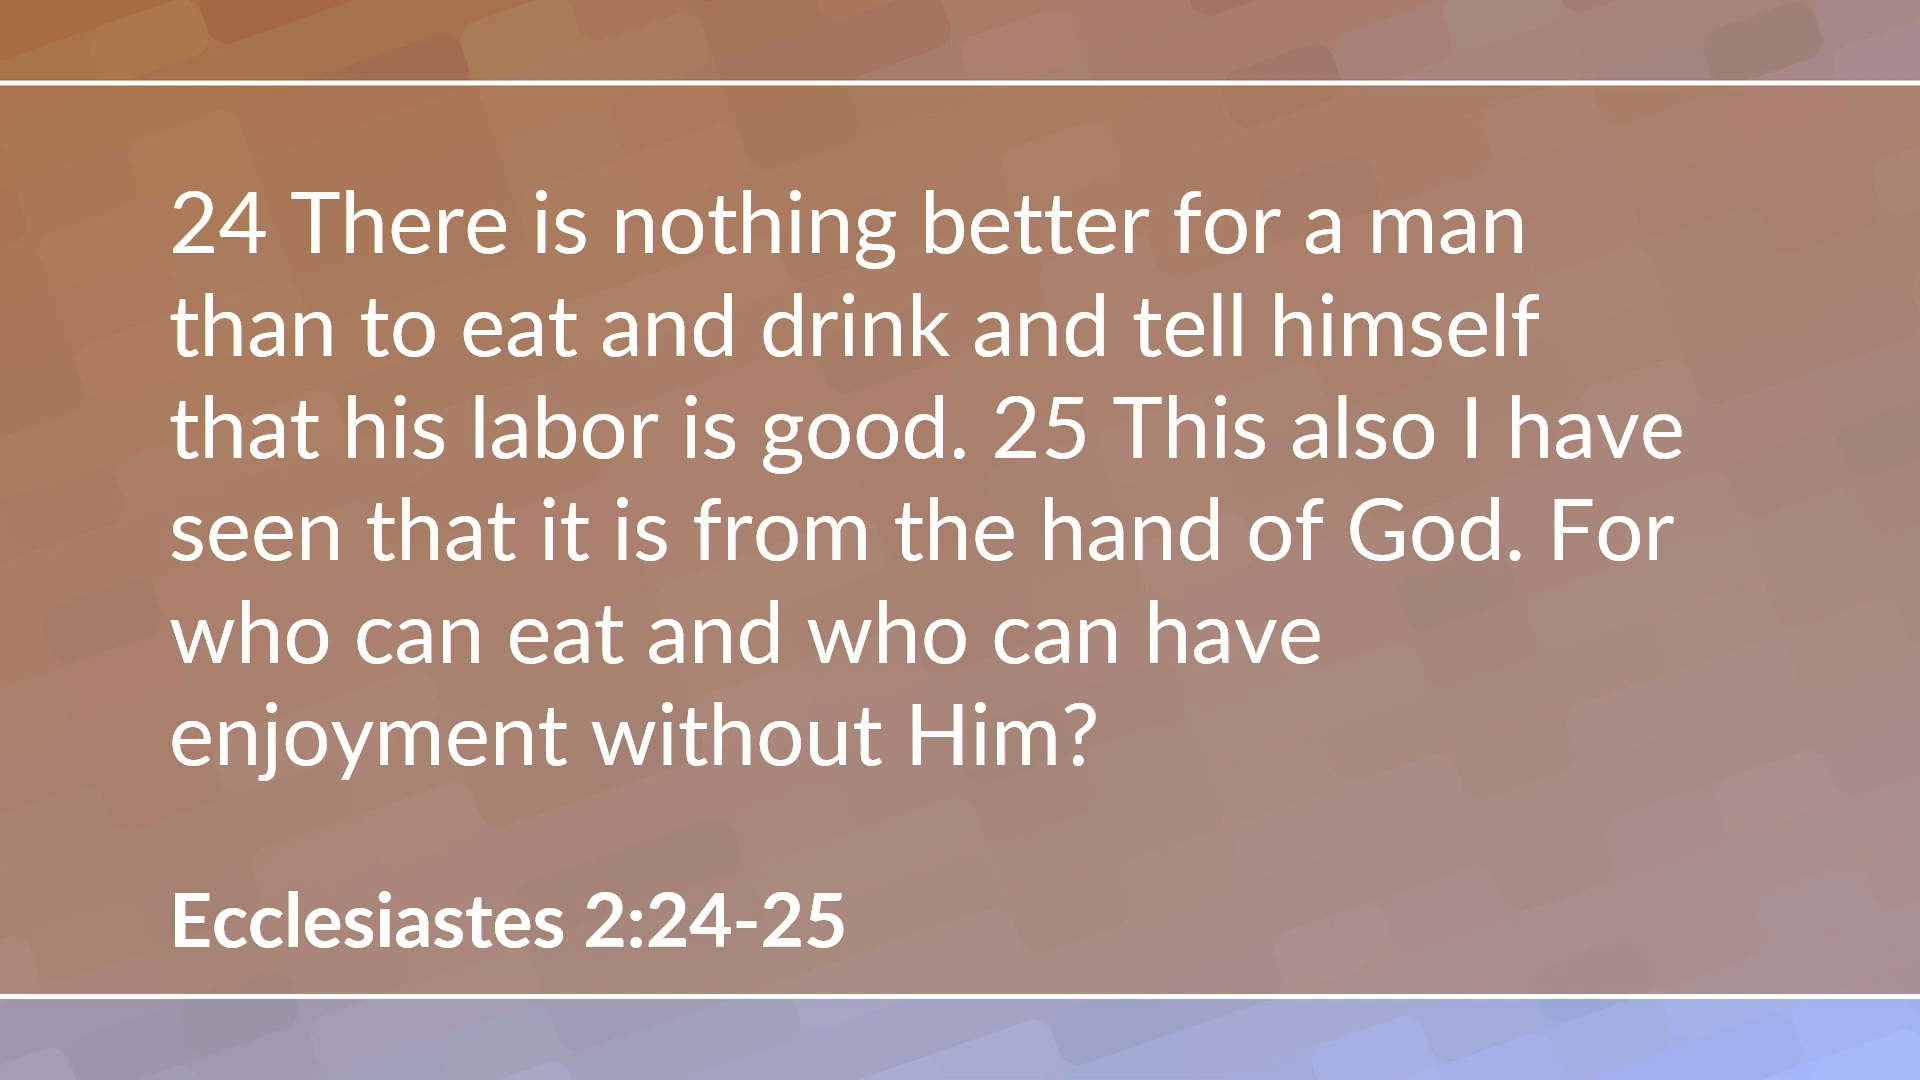 24 There is nothing better for a man
than to eat and drink and tell himself
that his labor is good. 25 This also I have
seen that it is from the hand of God. For
who can eat and who can have
enjoyment without Him?
Ecclesiastes 2:24-25